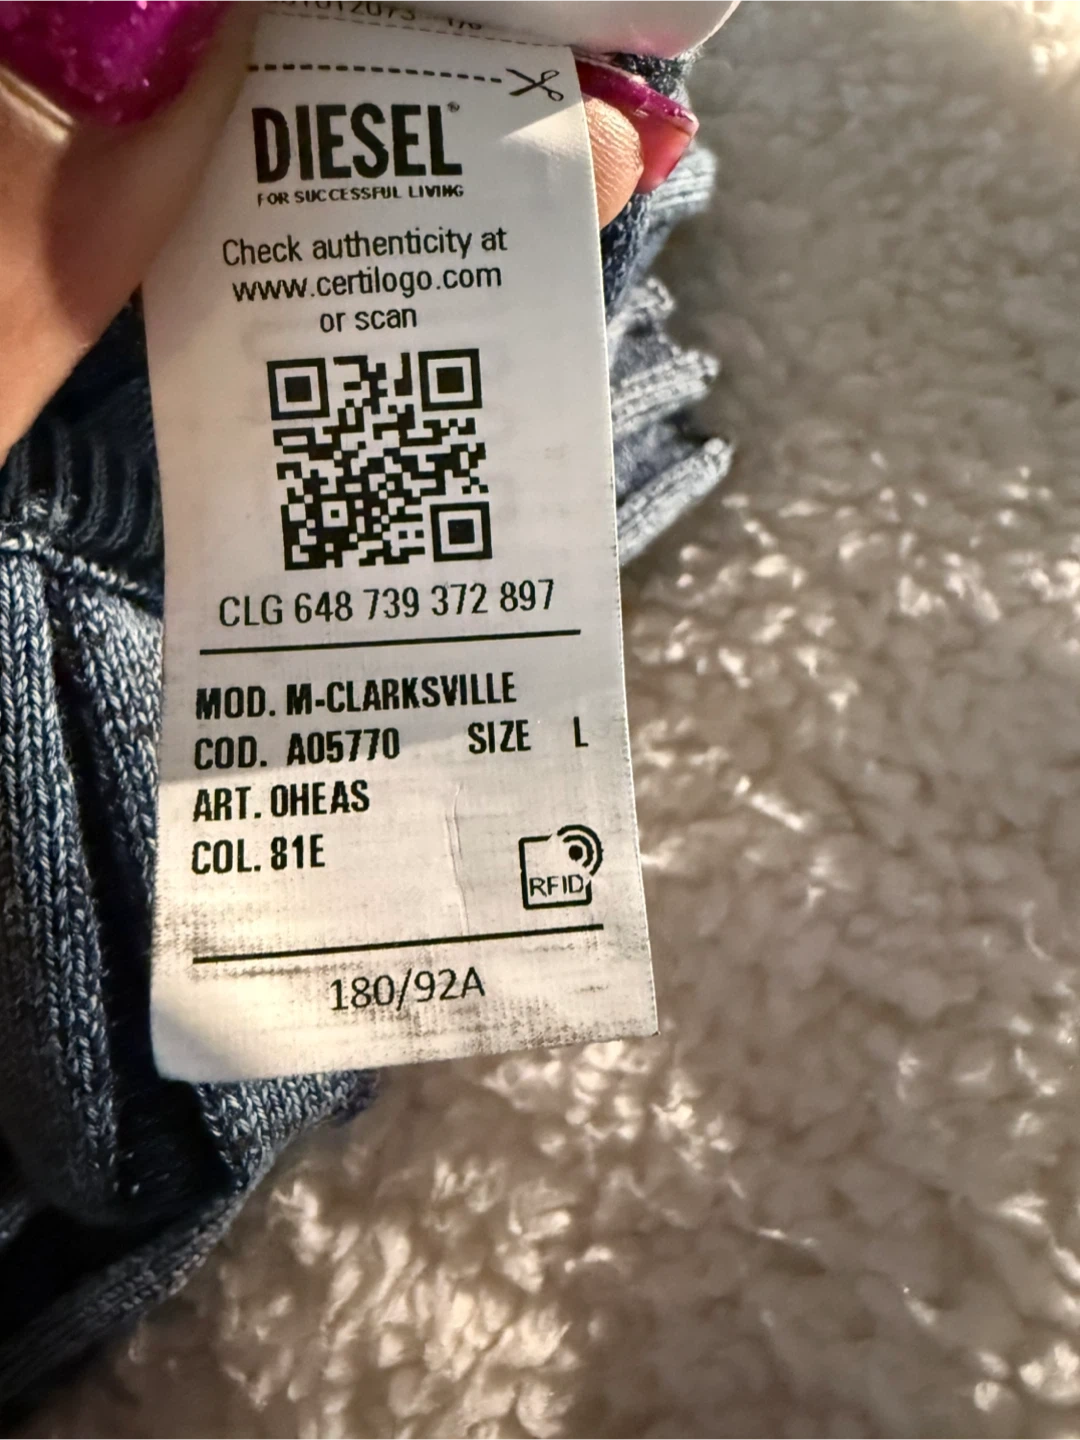 DIESEL®
FOR SUCCESSFUL LIVING
Check authenticity at
www.certilogo.com
or scan
CLG 648 739 372 897
MOD. M-CLARKSVILLE
COD. A05770 SIZE L
ART. 0HEAS
COL. 81E
RFID
180/92A